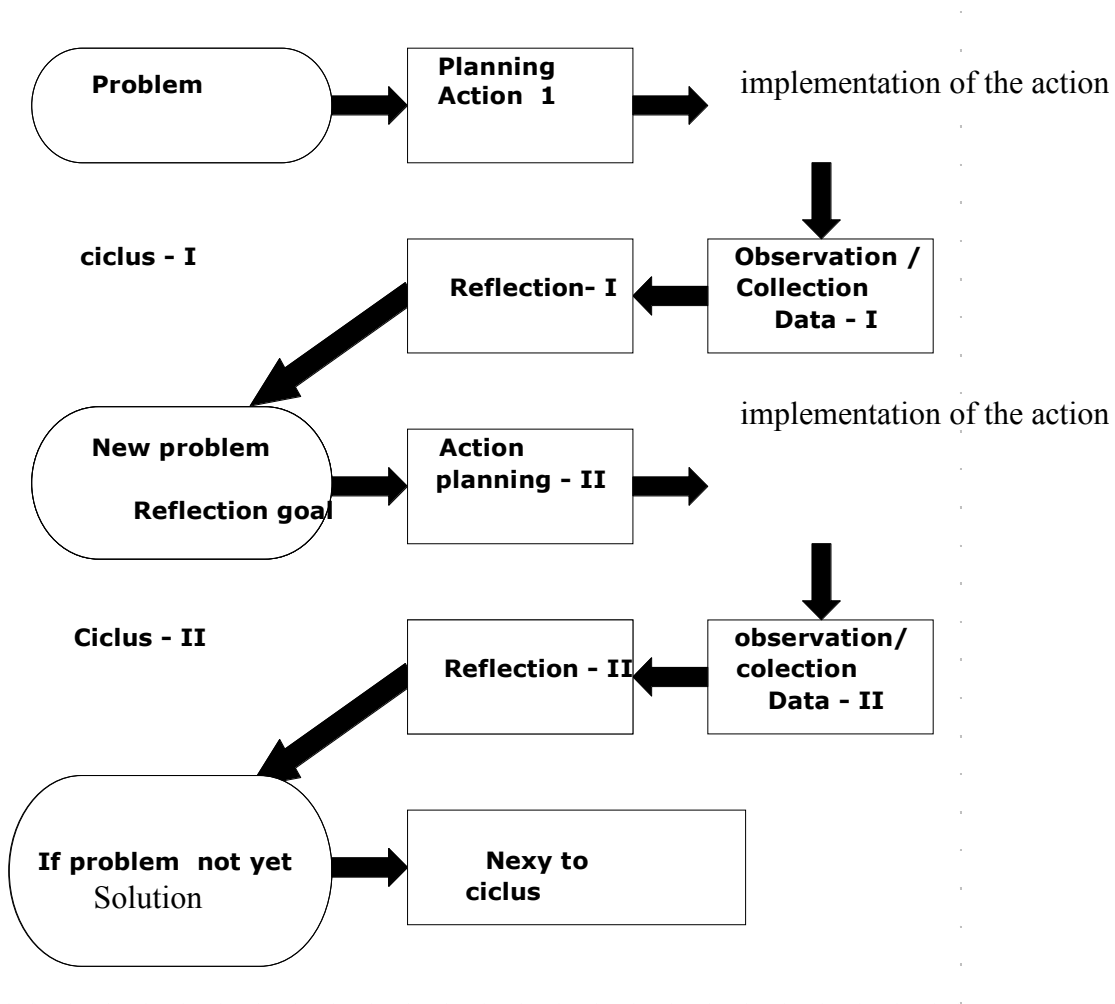 Problem
Planning
Action 1
implementation of the action
ciclus - I
Reflection- I
Observation /
Collection
Data - I
implementation of the action
New problem
Reflection goal
Action
planning - II
Ciclus - II
Reflection - II
observation/
colection
Data - II
If problem not yet
Solution
Nexy to
ciclus